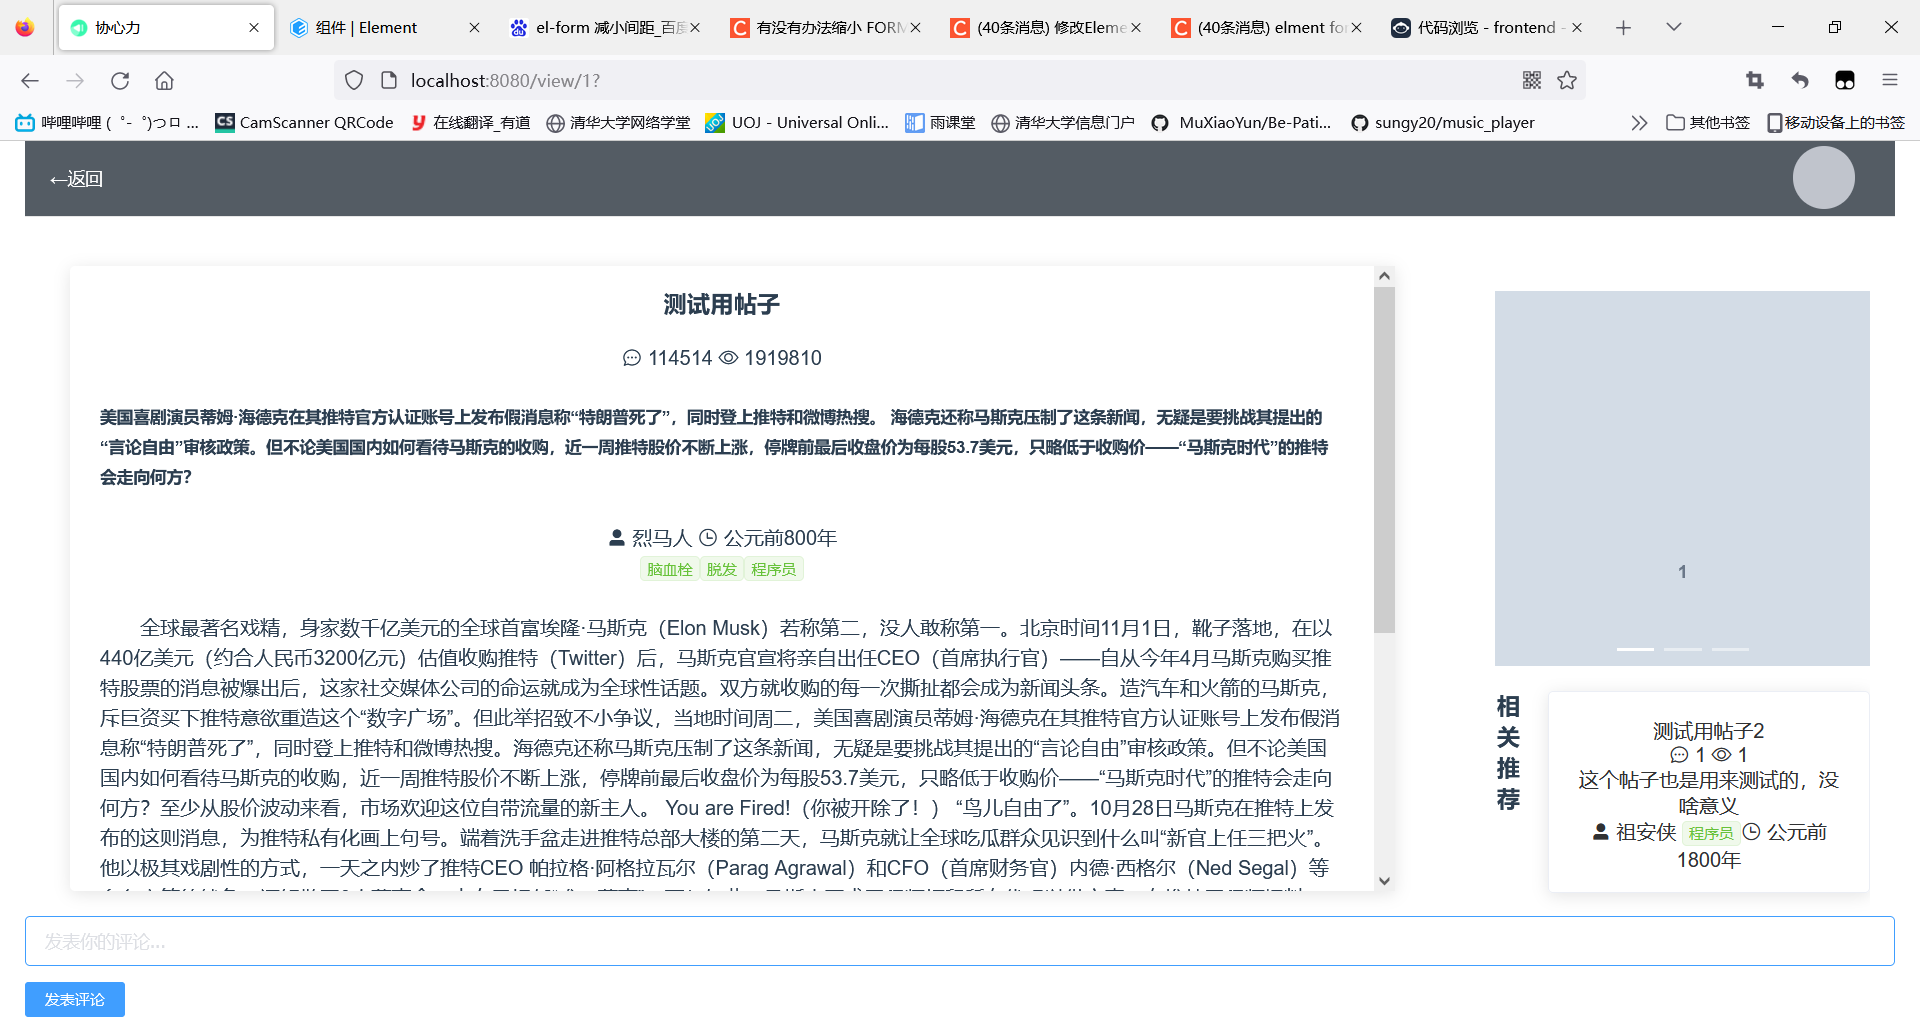 协心力
组件 | Element
el-form 减小间距_百度
有没有办法缩小 FORM
(40条消息) 修改Eleme
(40条消息) elment for
代码浏览 - frontend -
localhost:8080/view/1?
哔哩哔哩 ( ゜- ゜)つロ ...
CamScanner QRCode
在线翻译_有道
清华大学网络学堂
UOJ - Universal Onli...
雨课堂
清华大学信息门户
MuXiaoYun/Be-Pati...
sungy20/music_player
其他书签
移动设备上的书签
←返回
测试用帖子
114514 1919810
美国喜剧演员蒂姆·海德克在其推特官方认证账号上发布假消息称“特朗普死了”，同时登上推特和微博热搜。 海德克还称马斯克压制了这条新闻，无疑是要挑战其提出的
“言论自由”审核政策。但不论美国国内如何看待马斯克的收购，近一周推特股价不断上涨，停牌前最后收盘价为每股53.7美元，只略低于收购价——“马斯克时代”的推特
会走向何方？
烈马人 公元前800年
脑血栓 脱发 程序员
全球最著名戏精，身家数千亿美元的全球首富埃隆·马斯克（Elon Musk）若称第二，没人敢称第一。北京时间11月1日，靴子落地，在以
440亿美元（约合人民币3200亿元）估值收购推特（Twitter）后，马斯克官宣将亲自出任CEO（首席执行官）——自从今年4月马斯克购买推
特股票的消息被爆出后，这家社交媒体公司的命运就成为全球性话题。双方就收购的每一次撕扯都会成为新闻头条。造汽车和火箭的马斯克，
斥巨资买下推特意欲重造这个“数字广场”。但此举招致不小争议，当地时间周二，美国喜剧演员蒂姆·海德克在其推特官方认证账号上发布假消
息称“特朗普死了”，同时登上推特和微博热搜。海德克还称马斯克压制了这条新闻，无疑是要挑战其提出的“言论自由”审核政策。但不论美国
国内如何看待马斯克的收购，近一周推特股价不断上涨，停牌前最后收盘价为每股53.7美元，只略低于收购价——“马斯克时代”的推特会走向
何方？至少从股价波动来看，市场欢迎这位自带流量的新主人。 You are Fired!（你被开除了！） “鸟儿自由了”。10月28日马斯克在推特上发
布的这则消息，为推特私有化画上句号。端着洗手盆走进推特总部大楼的第二天，马斯克就让全球吃瓜群众见识到什么叫“新官上任三把火”。
他以极其戏剧性的方式，一天之内炒了推特CEO 帕拉格·阿格拉瓦尔（Parag Agrawal）和CFO（首席财务官）内德·西格尔（Ned Segal）等
1
相关推荐
测试用帖子2
1 1
这个帖子也是用来测试的，没
啥意义
祖安侠 程序员 公元前
1800年
发表你的评论...
发表评论